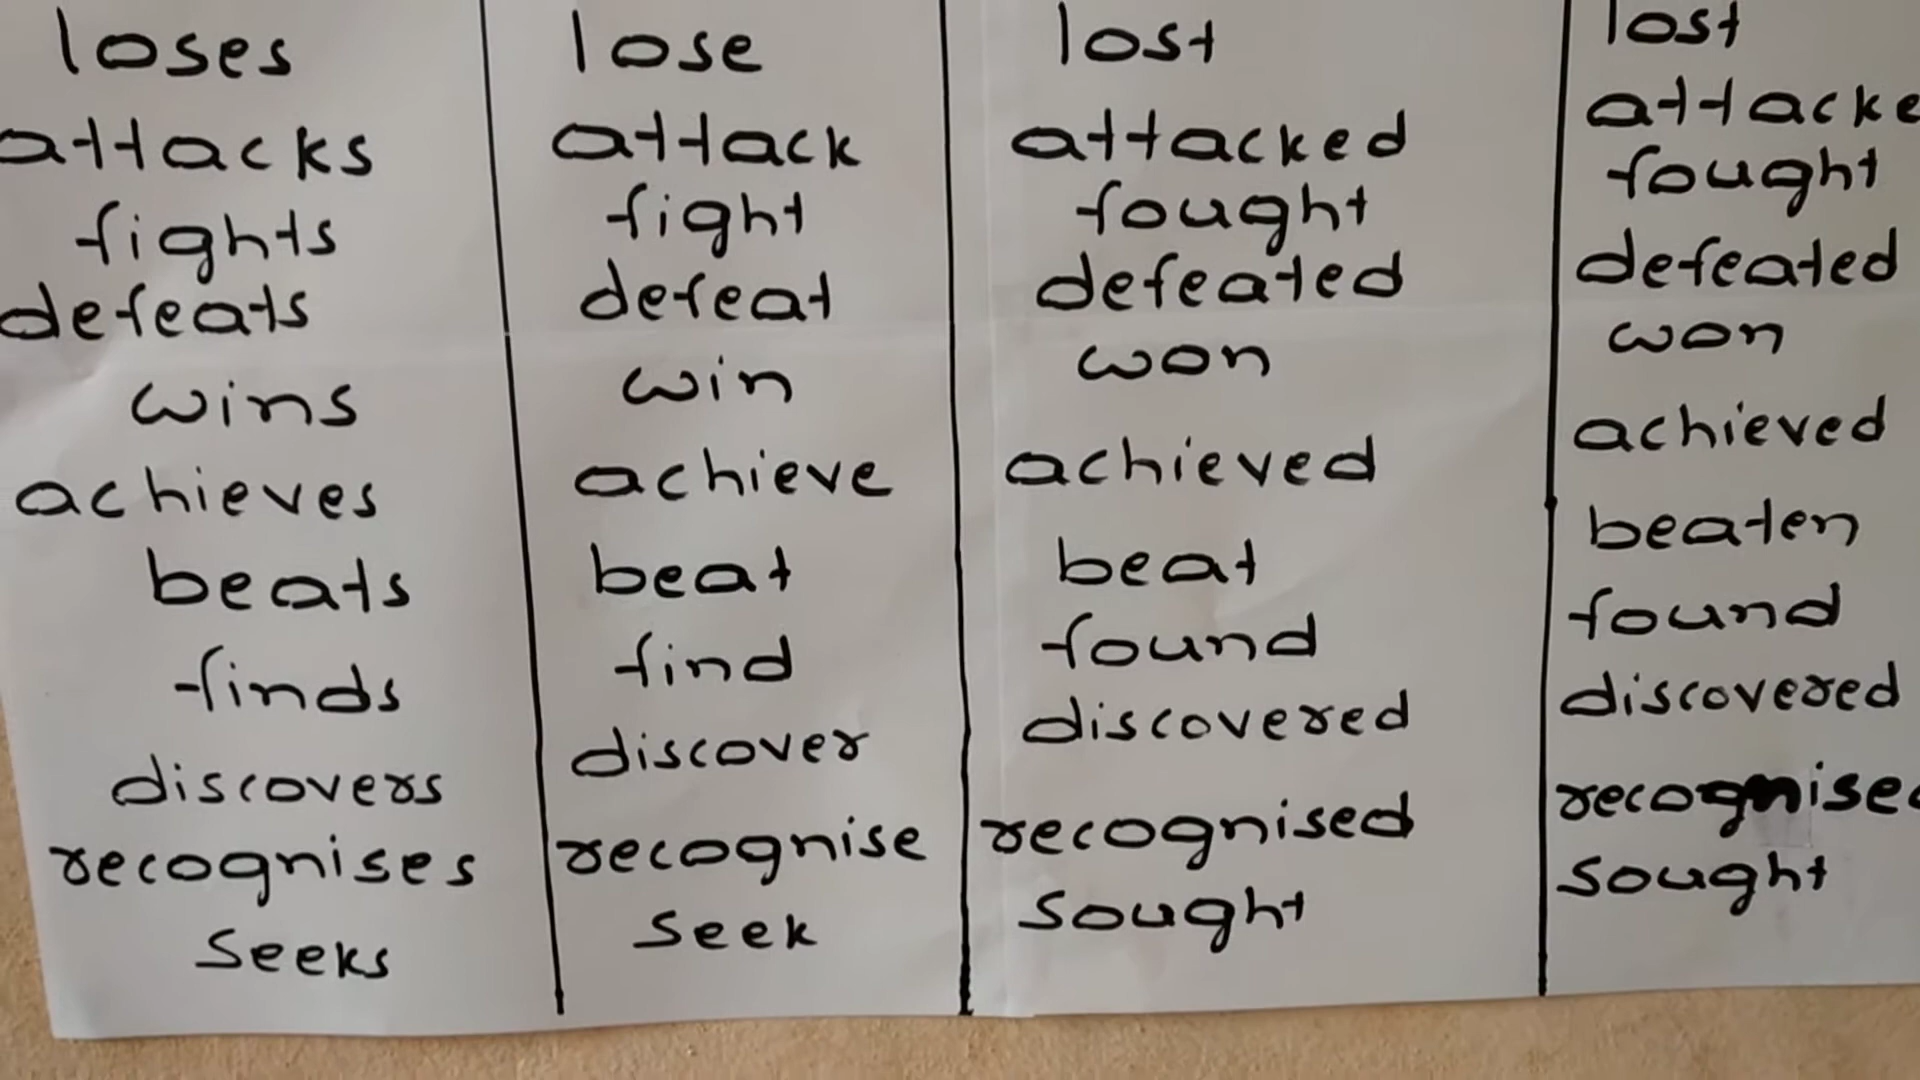 loses lose lost lost
attacks attack attacked attacke
fights fight fought fought
defeats defeat defeated defeated
wins win won won
achieves achieve achieved achieved
beats beat beat beaten
finds find found found
discovers discover discovered discovered
recognises recognise recognised recognised
seeks seek sought sought